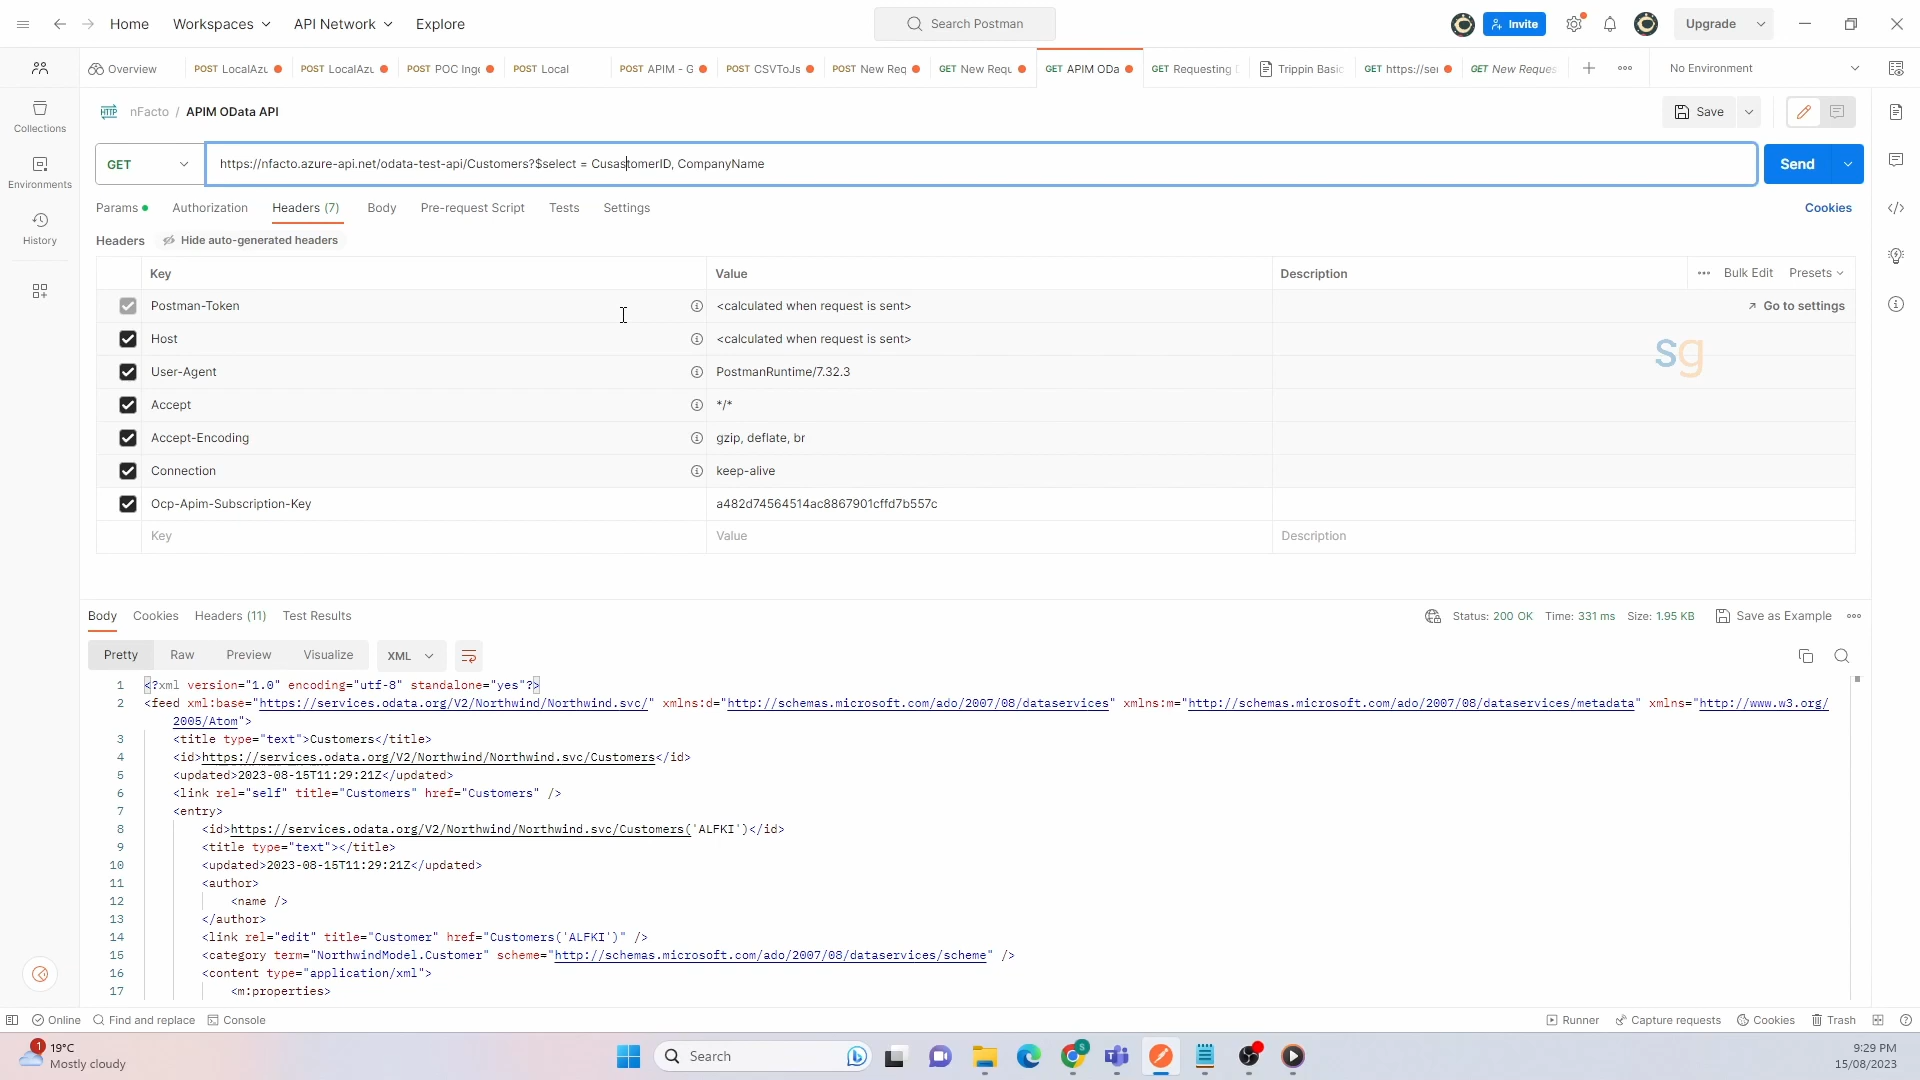 Home Workspaces API Network Explore Search Postman Invite Upgrade
Overview POST LocalAzu POST LocalAzu POST POC Inge POST Local POST APIM - G POST CSVToJs POST New Req GET New Requ GET APIM ODa GET Requesting D Trippin Basic GET https://ser GET New Reques No Environment
HTTP nFacto / APIM OData API Save
GET https://nfacto.azure-api.net/odata-test-api/Customers?$select = CusastomerID, CompanyName Send
Params Authorization Headers (7) Body Pre-request Script Tests Settings Cookies
Headers Hide auto-generated headers
Key Value Description Bulk Edit Presets
Postman-Token <calculated when request is sent> Go to settings
Host <calculated when request is sent>
User-Agent PostmanRuntime/7.32.3
Accept */*
Accept-Encoding gzip, deflate, br
Connection keep-alive
Ocp-Apim-Subscription-Key a482d74564514ac8867901cffd7b557c
Key Value Description
sg
Collections
Environments
History
Body Cookies Headers (11) Test Results Status: 200 OK Time: 331 ms Size: 1.95 KB Save as Example
Pretty Raw Preview Visualize XML
1 <?xml version="1.0" encoding="utf-8" standalone="yes"?>
2 <feed xml:base="https://services.odata.org/V2/Northwind/Northwind.svc/" xmlns:d="http://schemas.microsoft.com/ado/2007/08/dataservices" xmlns:m="http://schemas.microsoft.com/ado/2007/08/dataservices/metadata" xmlns="http://www.w3.org/
2005/Atom">
3 <title type="text">Customers</title>
4 <id>https://services.odata.org/V2/Northwind/Northwind.svc/Customers</id>
5 <updated>2023-08-15T11:29:21Z</updated>
6 <link rel="self" title="Customers" href="Customers" />
7 <entry>
8 <id>https://services.odata.org/V2/Northwind/Northwind.svc/Customers('ALFKI')</id>
9 <title type="text"></title>
10 <updated>2023-08-15T11:29:21Z</updated>
11 <author>
12 <name />
13 </author>
14 <link rel="edit" title="Customer" href="Customers('ALFKI')" />
15 <category term="NorthwindModel.Customer" scheme="http://schemas.microsoft.com/ado/2007/08/dataservices/scheme" />
16 <content type="application/xml">
17 <m:properties>
Online Find and replace Console Runner Capture requests Cookies Trash
1 19°C
Mostly cloudy
Search
S
9:29 PM
15/08/2023